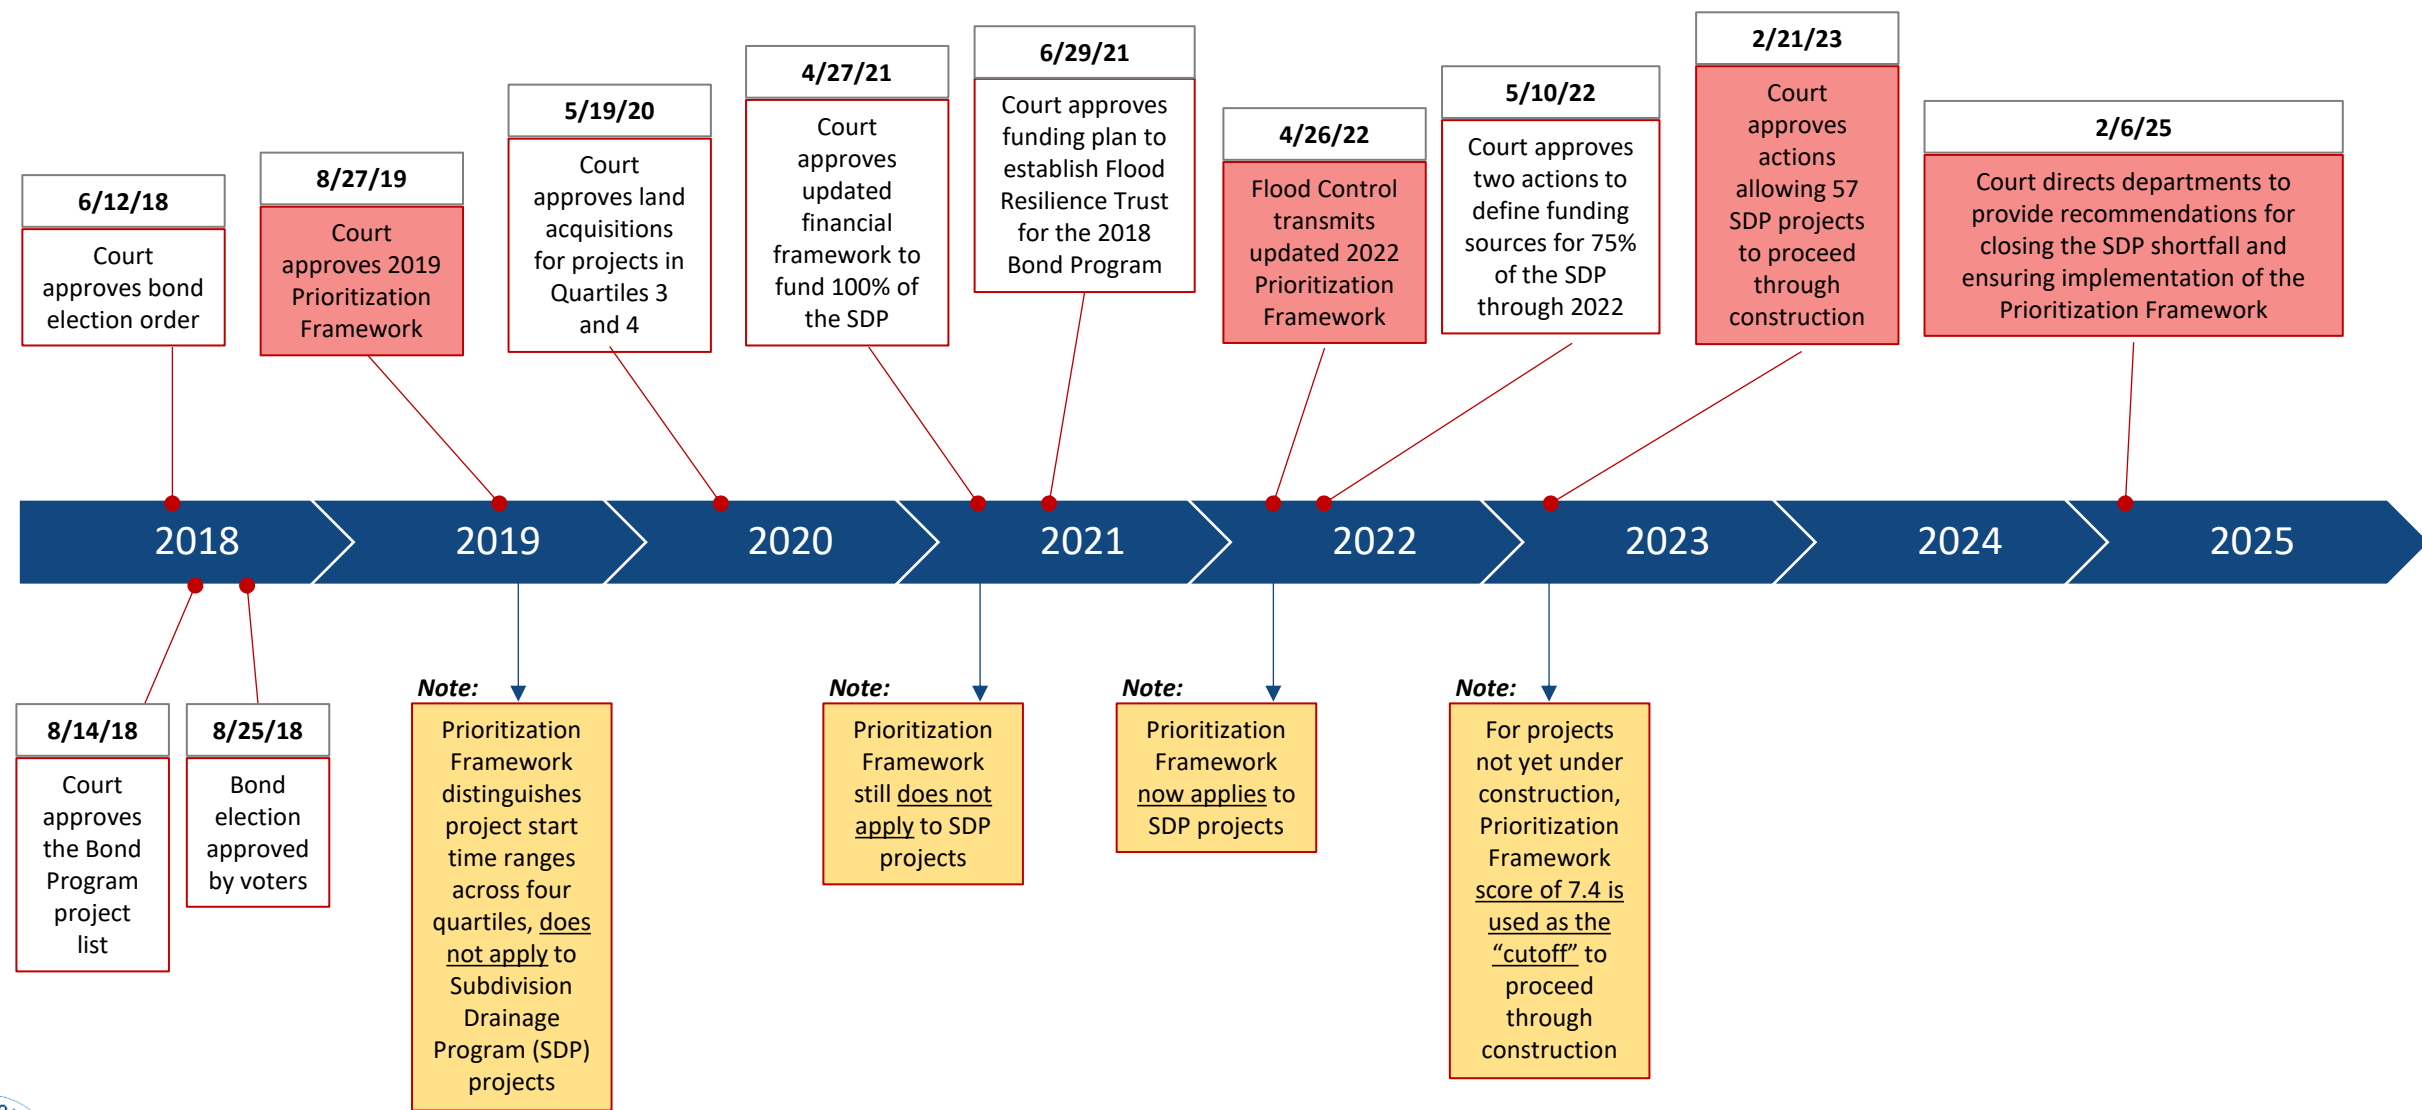 6/12/18
Court
approves bond
election order
8/27/19
Court
approves 2019
Prioritization
Framework
5/19/20
Court
approves land
acquisitions
for projects in
Quartiles 3
and 4
4/27/21
Court
approves
updated
financial
framework to
fund 100% of
the SDP
6/29/21
Court approves
funding plan to
establish Flood
Resilience Trust
for the 2018
Bond Program
4/26/22
Flood Control
transmits
updated 2022
Prioritization
Framework
5/10/22
Court approves
two actions to
define funding
sources for 75%
of the SDP
through 2022
2/21/23
Court
approves
actions
allowing 57
SDP projects
to proceed
through
construction
2/6/25
Court directs departments to
provide recommendations for
closing the SDP shortfall and
ensuring implementation of the
Prioritization Framework
2018
2019
2020
2021
2022
2023
2024
2025
8/14/18
Court
approves
the Bond
Program
project
list
8/25/18
Bond
election
approved
by voters
Note:
Prioritization
Framework
distinguishes
project start
time ranges
across four
quartiles, does
not apply to
Subdivision
Drainage
Program (SDP)
projects
Note:
Prioritization
Framework
still does not
apply to SDP
projects
Note:
Prioritization
Framework
now applies to
SDP projects
Note:
For projects
not yet under
construction,
Prioritization
Framework
score of 7.4 is
used as the
“cutoff” to
proceed
through
construction